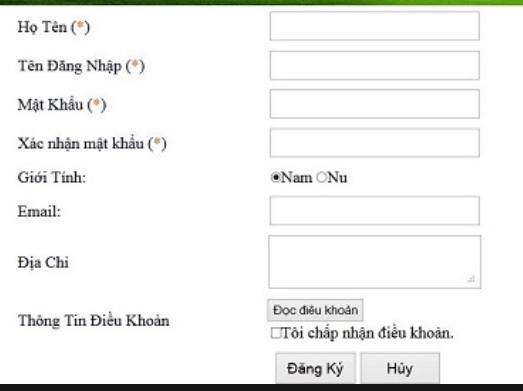 Họ Tên (*)
Tên Đăng Nhập (*)
Mật Khẩu (*)
Xác nhận mật khẩu (*)
Giới Tính: Nam Nu
Email:
Địa Chi
Thông Tin Điều Khoản
Đọc điều khoản
Tôi chấp nhận điều khoản.
Đăng Ký Hủy